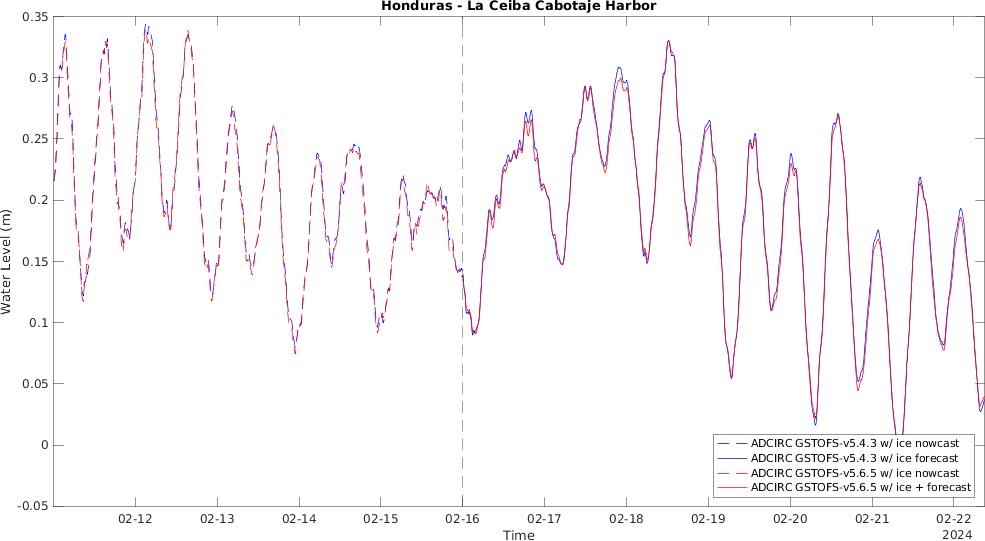 Honduras - La Ceiba Cabotaje Harbor
0.35
0.3
0.25
0.2
0.15
0.1
0.05
0
-0.05
Water Level (m)
ADCIRC GSTOFS-v5.4.3 w/ ice nowcast
ADCIRC GSTOFS-v5.4.3 w/ ice forecast
ADCIRC GSTOFS-v5.6.5 w/ ice nowcast
ADCIRC GSTOFS-v5.6.5 w/ ice + forecast
02-12 02-13 02-14 02-15 02-16 02-17 02-18 02-19 02-20 02-21 02-22
Time
2024